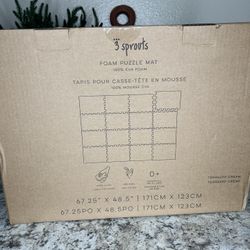 3 sprouts
FOAM PUZZLE MAT
100% EVA FOAM
TAPIS POUR CASSE-TÊTE EN MOUSSE
100% MOUSSE EVA
0+
67.25" X 48.5" | 171CM X 123CM
67.25PO X 48.5PO | 171CM X 123CM